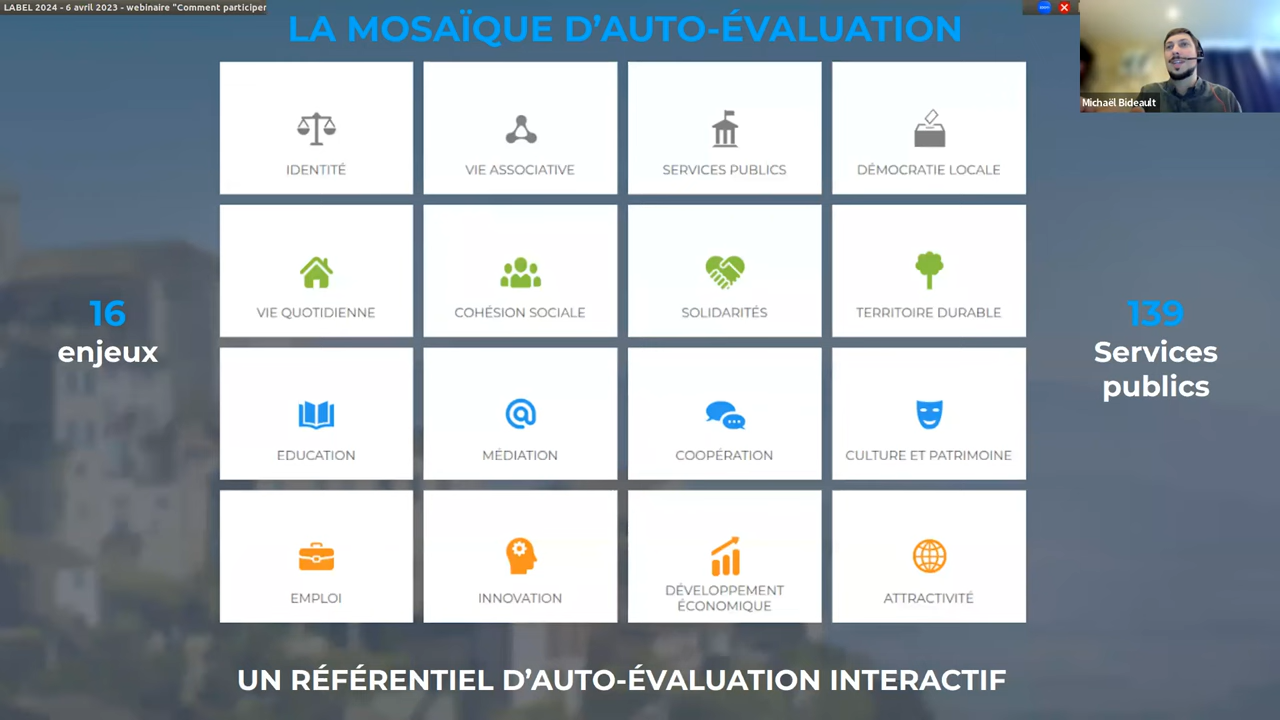 LABEL 2024 - 6 avril 2023 - webinaire "Comment participer
LA MOSAÏQUE D'AUTO-ÉVALUATION
Michaël Bideault
IDENTITÉ
VIE ASSOCIATIVE
SERVICES PUBLICS
DÉMOCRATIE LOCALE
VIE QUOTIDIENNE
COHÉSION SOCIALE
SOLIDARITÉS
TERRITOIRE DURABLE
16
enjeux
139
Services
publics
EDUCATION
MÉDIATION
COOPÉRATION
CULTURE ET PATRIMOINE
EMPLOI
INNOVATION
DÉVELOPPEMENT
ÉCONOMIQUE
ATTRACTIVITÉ
UN RÉFÉRENTIEL D'AUTO-ÉVALUATION INTERACTIF